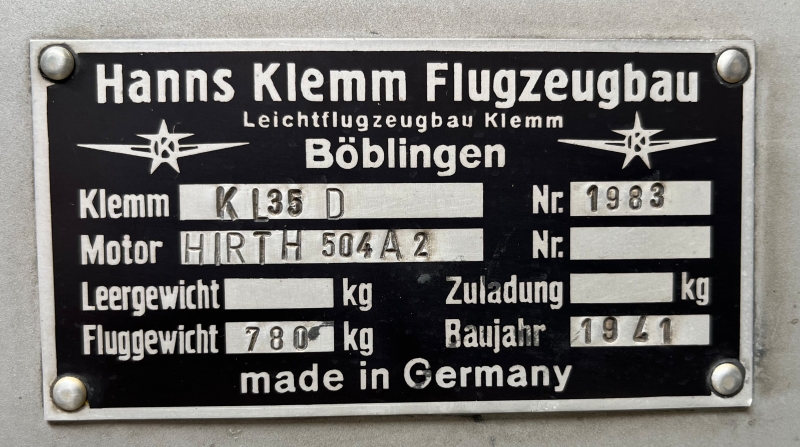 Hanns Klemm Flugzeugbau
Leichtflugzeugbau Klemm
Böblingen
Klemm KL35 D Nr. 1983
Motor HIRTH 504A2 Nr.
Leergewicht kg Zuladung kg
Fluggewicht 780 kg Baujahr 1941
made in Germany